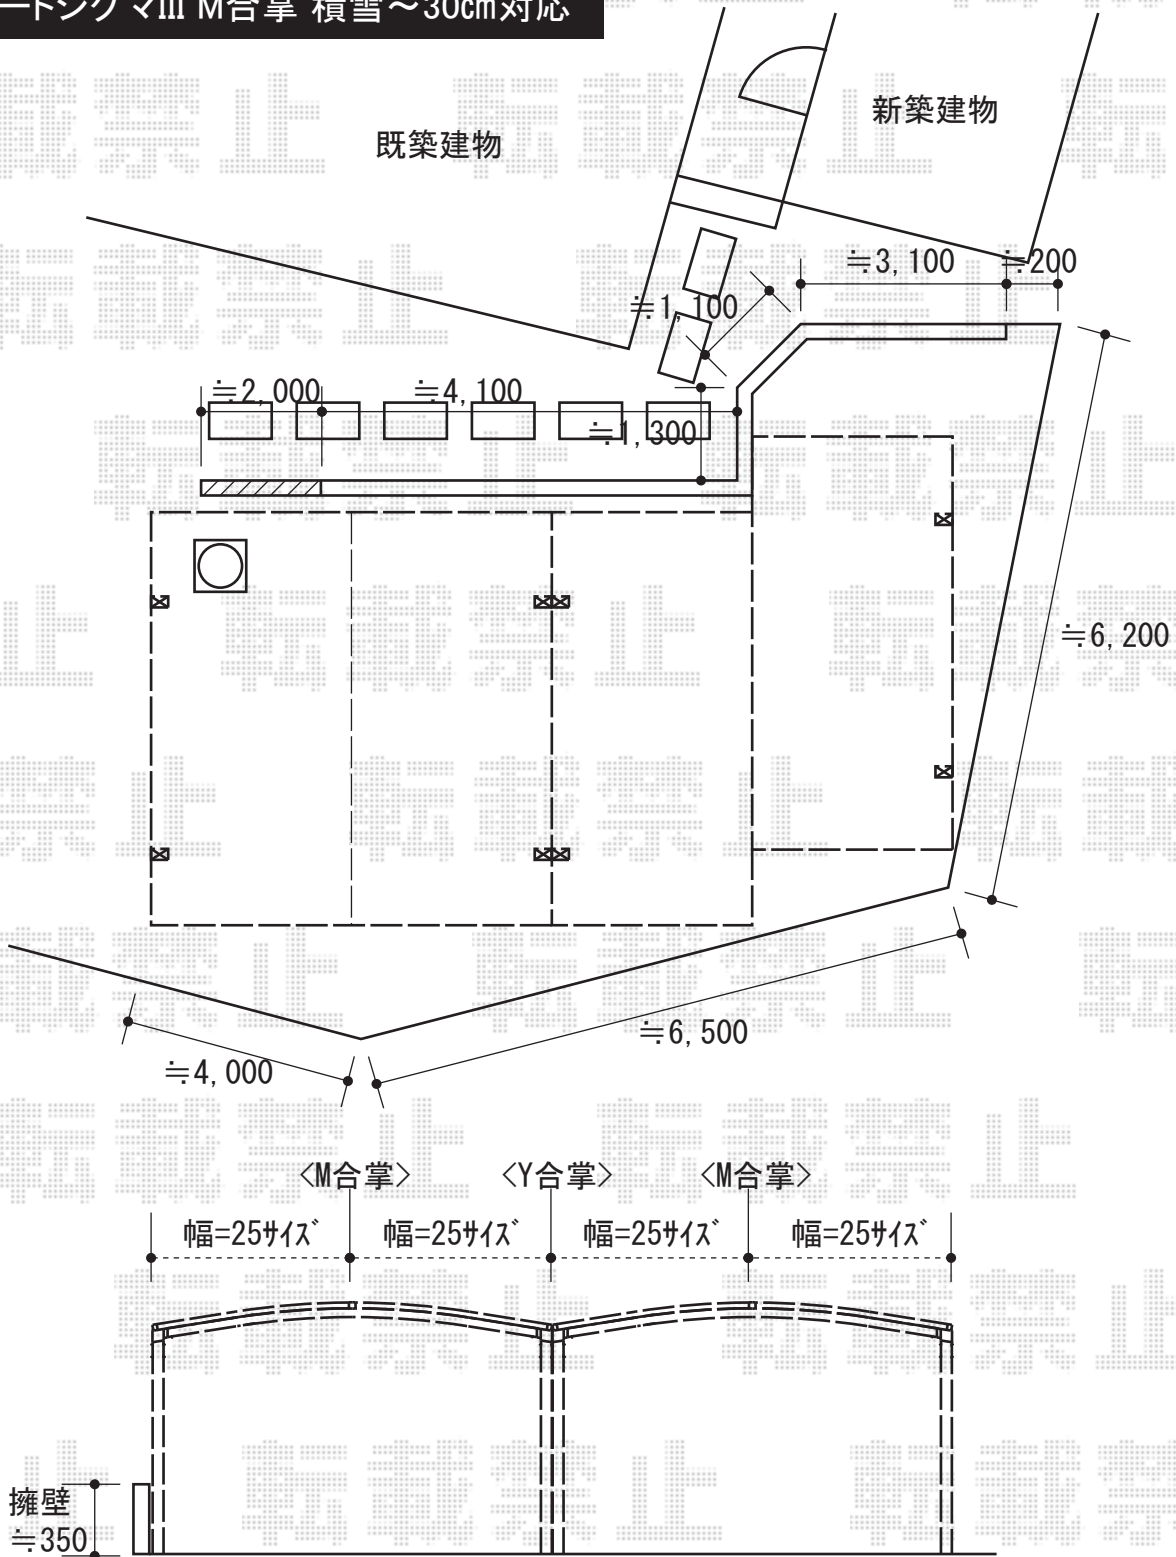 ートシグマIII M合掌 積雪～30cm対応
既築建物
新築建物
≒3,100
≒200
≒1,100
≒2,000
≒4,100
≒1,300
≒6,200
≒6,500
≒4,000
<M合掌>
<Y合掌>
<M合掌>
幅=25ｻｲｽﾞ
幅=25ｻｲｽﾞ
幅=25ｻｲｽﾞ
幅=25ｻｲｽﾞ
擁壁
≒350
転載禁止